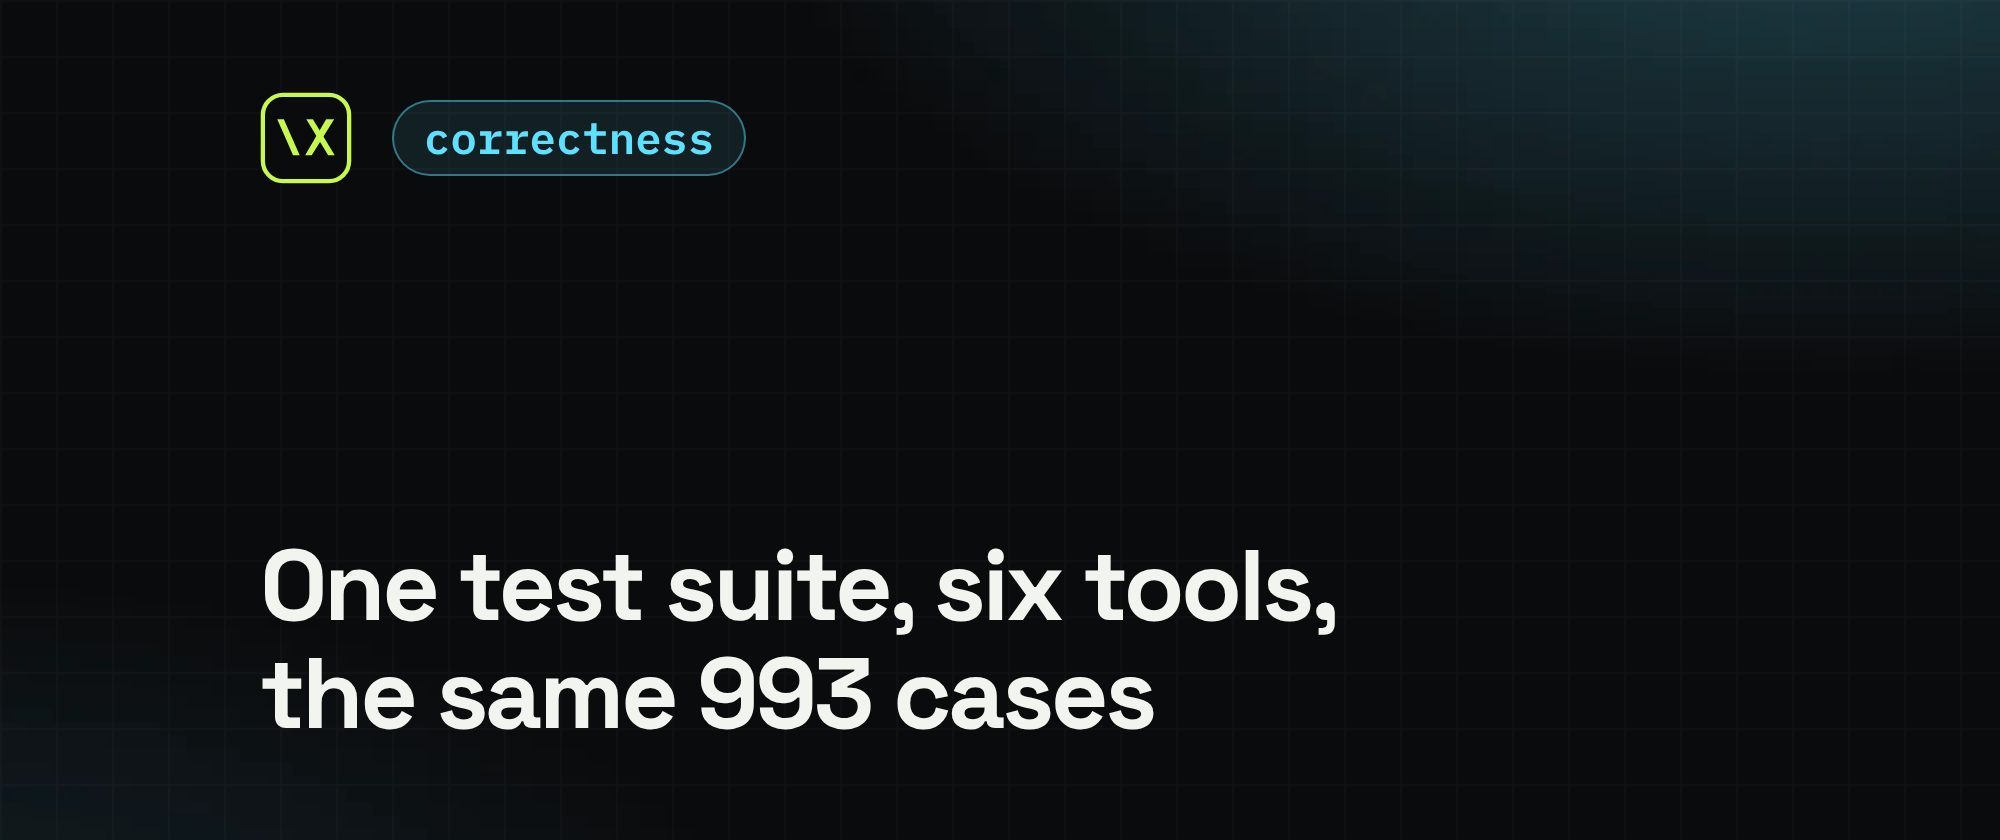 \X
correctness
One test suite, six tools,
the same 993 cases